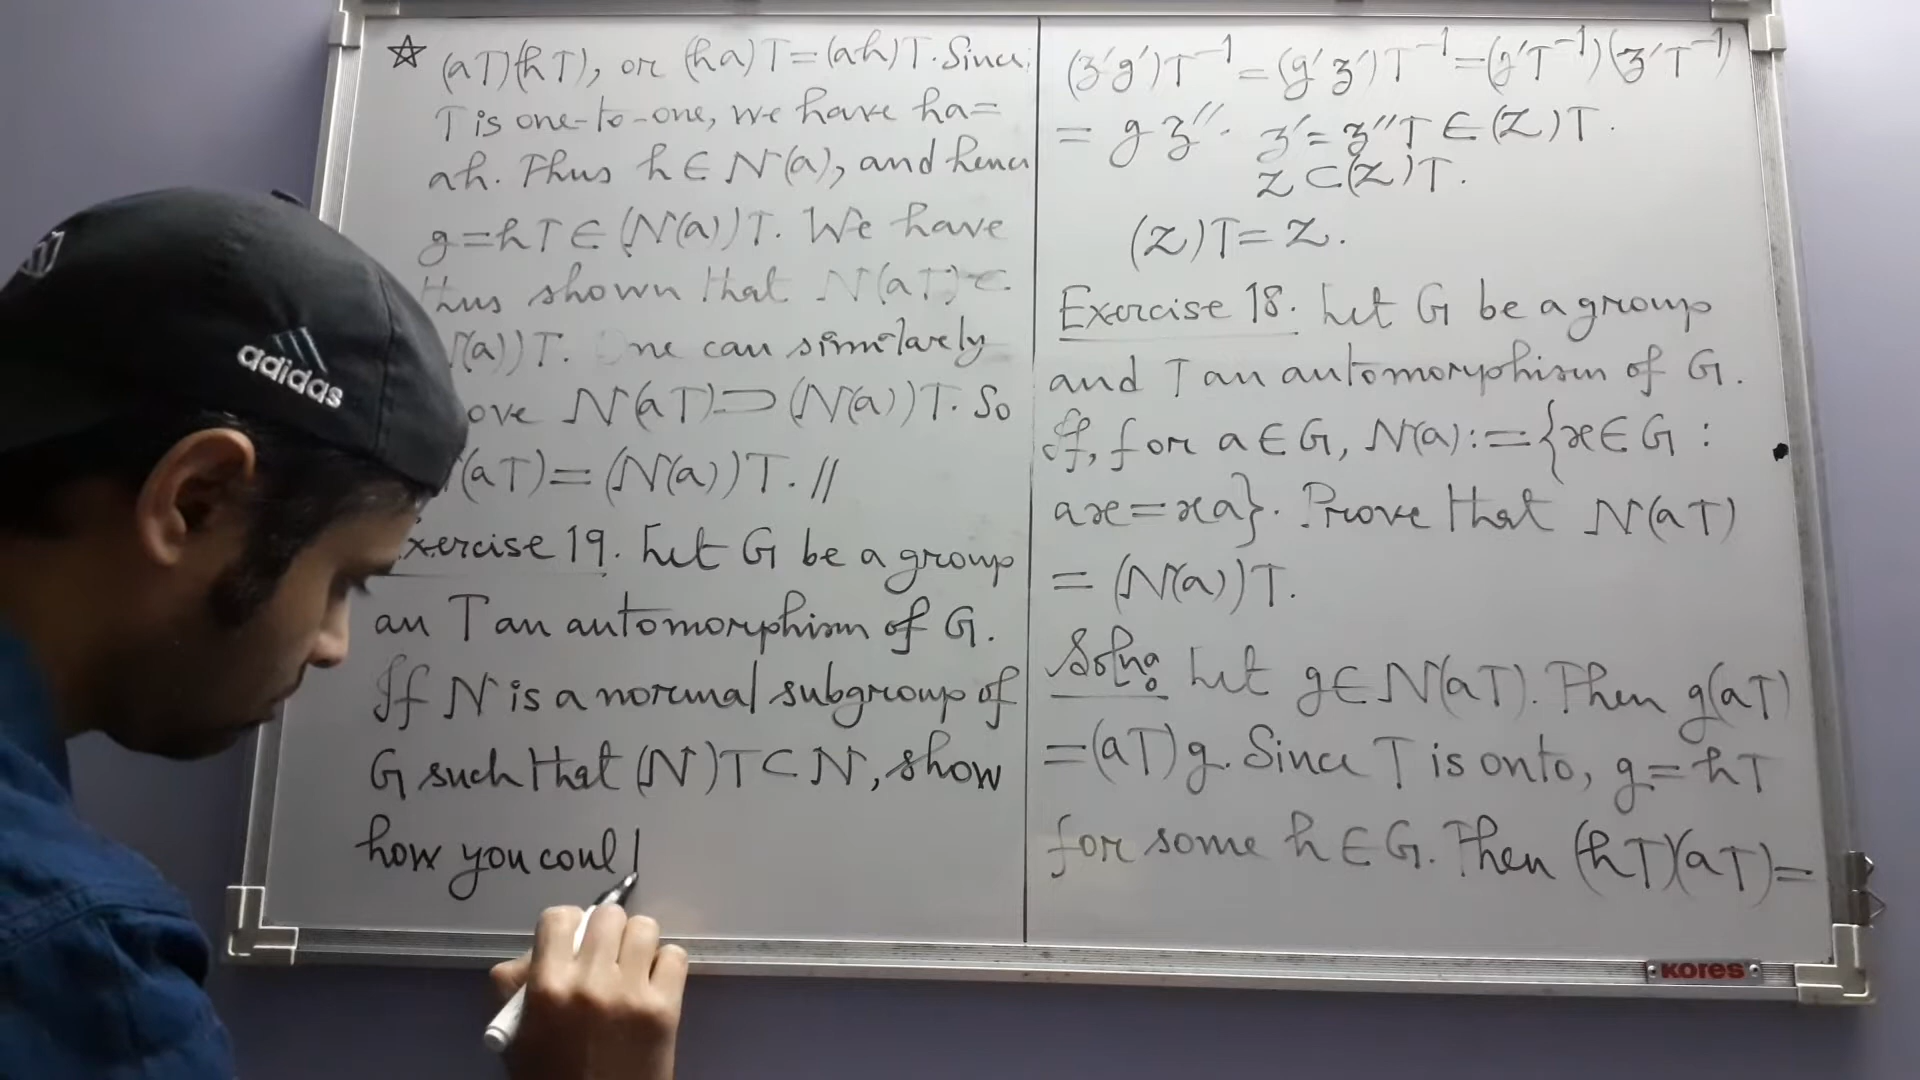 ☆ (aT)(hT), or (ha)T=(ah)T. Since
T is one-to-one, we have ha=
ah. Thus h∈N(a), and hence
g=hT∈(N(a))T. We have
thus shown that N(aT)⊂
(a))T. One can similarly
ove N(aT)⊃(N(a))T. So
(aT)=(N(a))T. //
xercise 19. Let G be a group
an T an automorphism of G.
If N is a normal subgroup of
G such that (N)T⊂N, show
how you coul
(z'g')T⁻¹=(g'z')T⁻¹=(g'T⁻¹)(z'T⁻¹)
= gz''. z'=z''T∈(Z)T.
Z⊂(Z)T.
(Z)T=Z.
Exercise 18. Let G be a group
and T an automorphism of G.
If, for a∈G, N(a):={x∈G :
ax=xa}. Prove that N(aT)
=(N(a))T.
Soln: Let g∈N(aT). Then g(aT)
=(aT)g. Since T is onto, g=hT
for some h∈G. Then (hT)(aT)=
adidas
KORES